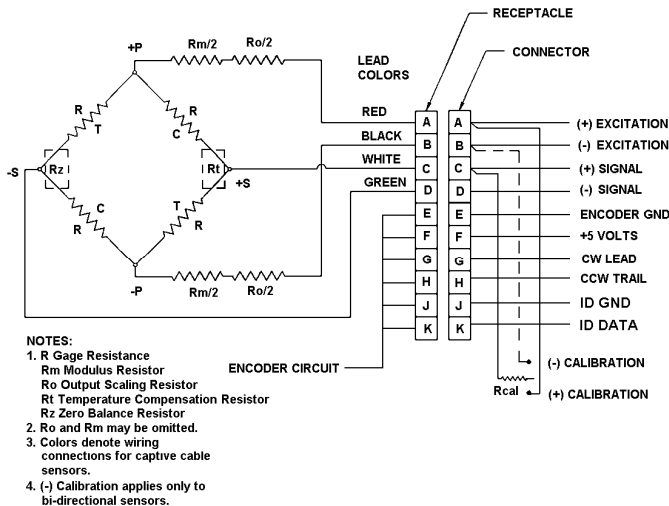 RECEPTACLE
CONNECTOR
+P
Rm/2 Ro/2
LEAD
COLORS
RED
BLACK
WHITE
GREEN
R
T
R
C
-S
Rz
Rt
+S
C
R
T
R
-P
Rm/2 Ro/2
A A (+) EXCITATION
B B (-) EXCITATION
C C (+) SIGNAL
D D (-) SIGNAL
E E ENCODER GND
F F +5 VOLTS
G G CW LEAD
H H CCW TRAIL
J J ID GND
K K ID DATA
ENCODER CIRCUIT
(-) CALIBRATION
Rcal
(+) CALIBRATION
NOTES:
1. R Gage Resistance
Rm Modulus Resistor
Ro Output Scaling Resistor
Rt Temperature Compensation Resistor
Rz Zero Balance Resistor
2. Ro and Rm may be omitted.
3. Colors denote wiring
connections for captive cable
sensors.
4. (-) Calibration applies only to
bi-directional sensors.